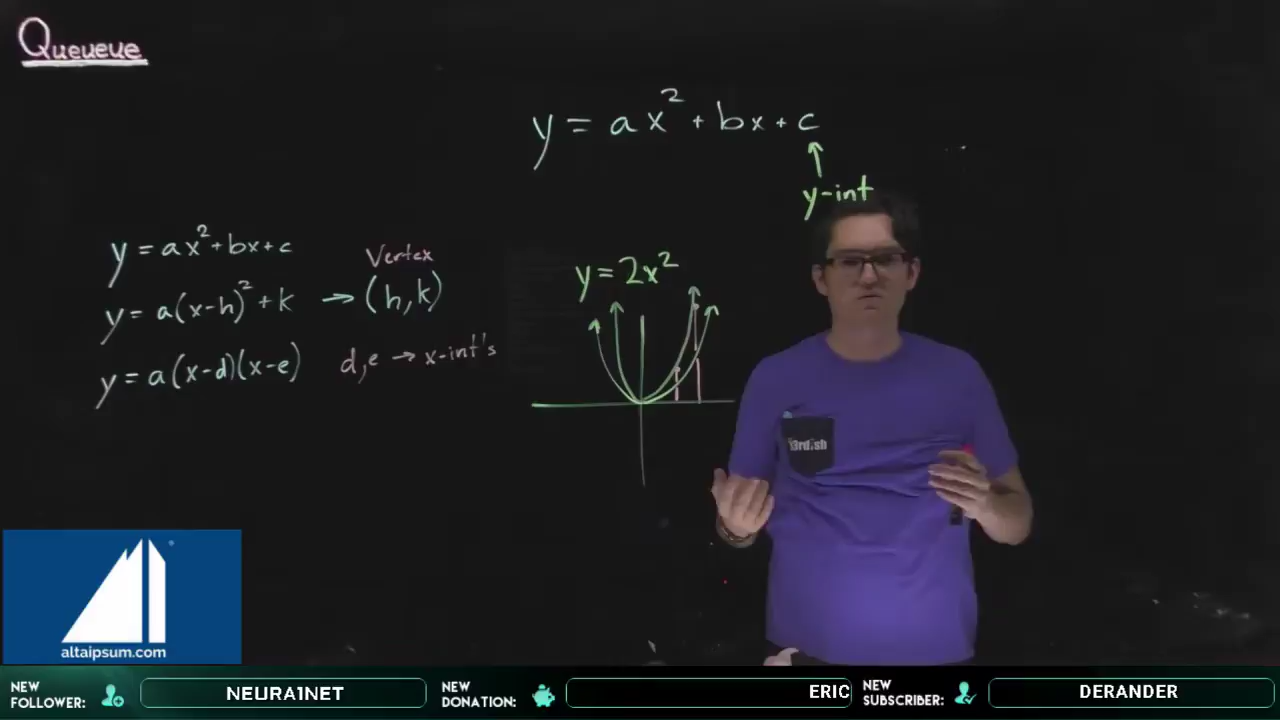 Queueue
y = ax² + bx + c
y-int
y = ax² + bx + c
Vertex
y = a(x-h)² + k → (h, k)
y = a(x-d)(x-e) d,e → x-int's
y = 2x²
altaipsum.com
NEW FOLLOWER: NEURA1NET
NEW DONATION: ERIC
NEW SUBSCRIBER: DERANDER